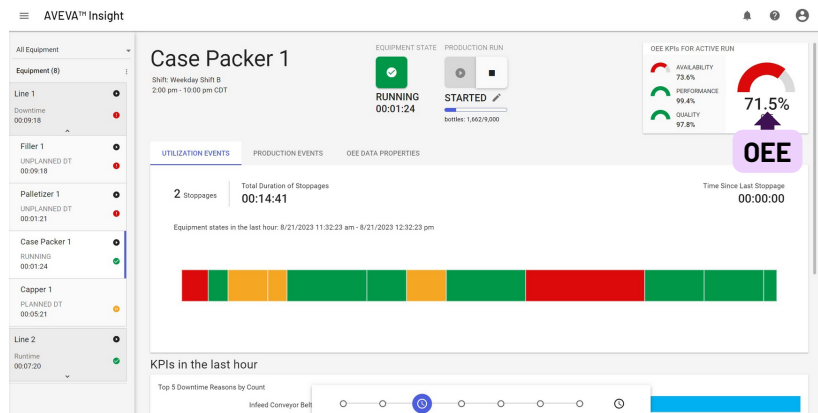 AVEVA™ Insight
All Equipment
Equipment (8)
Line 1
Downtime
00:09:18
Filler 1
UNPLANNED DT
00:09:18
Palletizer 1
UNPLANNED DT
00:01:21
Case Packer 1
RUNNING
00:01:24
Capper 1
PLANNED DT
00:05:21
Line 2
Runtime
00:07:20
Case Packer 1
Shift: Weekday Shift B
2:00 pm - 10:00 pm CDT
EQUIPMENT STATE
RUNNING
00:01:24
PRODUCTION RUN
STARTED
bottles: 1,662/9,000
OEE KPIs FOR ACTIVE RUN
AVAILABILITY
73.6%
PERFORMANCE
99.4%
QUALITY
97.8%
71.5%
OEE
UTILIZATION EVENTS PRODUCTION EVENTS OEE DATA PROPERTIES
2 Stoppages
Total Duration of Stoppages
00:14:41
Time Since Last Stoppage
00:00:00
Equipment states in the last hour: 8/21/2023 11:32:23 am - 8/21/2023 12:32:23 pm
KPIs in the last hour
Top 5 Downtime Reasons by Count
Infeed Conveyor Belt